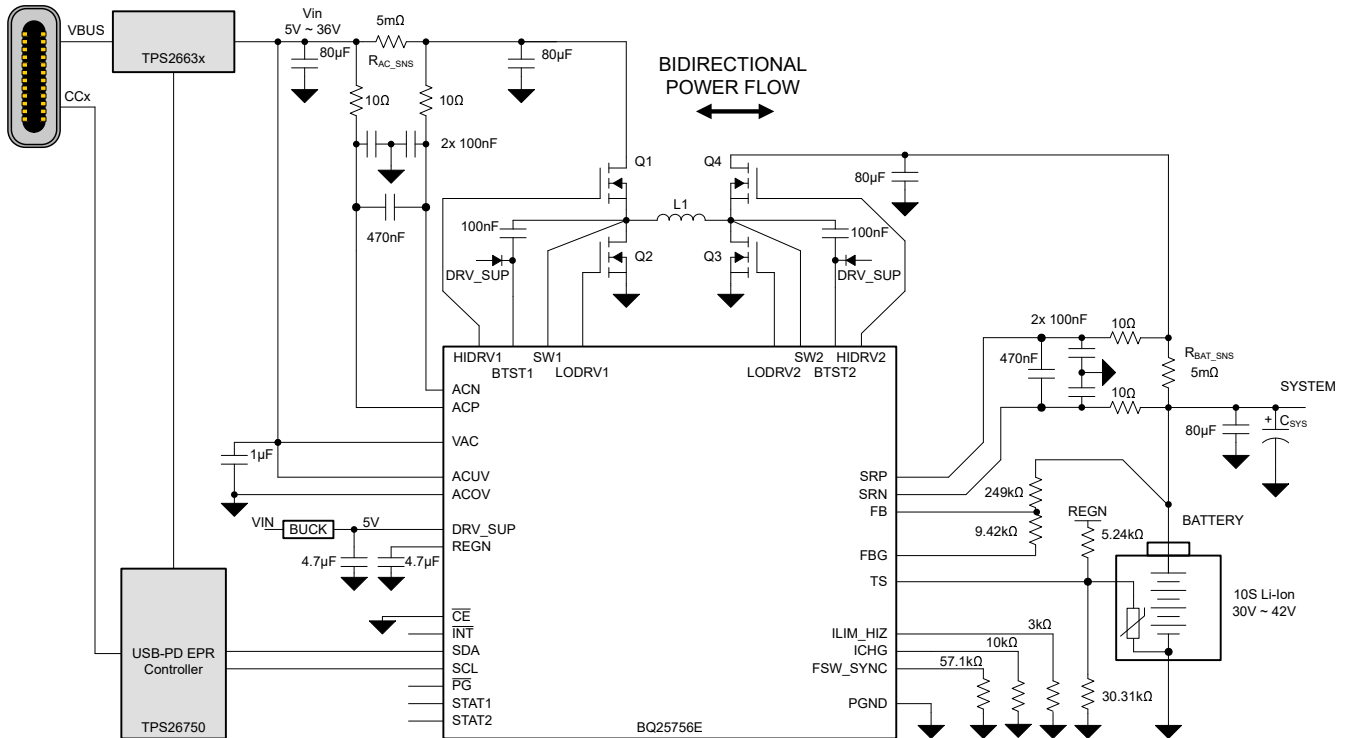 VBUS
TPS2663x
CCx
Vin
5V ~ 36V
5mΩ
R_AC_SNS
80µF
80µF
10Ω
10Ω
2x 100nF
470nF
BIDIRECTIONAL
POWER FLOW
Q1
Q4
80µF
L1
100nF
100nF
Q2
Q3
DRV_SUP
DRV_SUP
HIDRV1
BTST1
SW1
LODRV1
LODRV2
SW2
BTST2
HIDRV2
2x 100nF
10Ω
470nF
10Ω
R_BAT_SNS
5mΩ
SYSTEM
80µF
+
C_SYS
ACN
ACP
VAC
1µF
ACUV
ACOV
VIN
BUCK
5V
DRV_SUP
REGN
4.7µF
4.7µF
CE
INT
SDA
SCL
PG
STAT1
STAT2
USB-PD EPR
Controller
TPS26750
BQ25756E
SRP
SRN
FB
FBG
TS
ILIM_HIZ
ICHG
FSW_SYNC
PGND
249kΩ
9.42kΩ
REGN
5.24kΩ
BATTERY
10S Li-Ion
30V ~ 42V
3kΩ
10kΩ
57.1kΩ
30.31kΩ